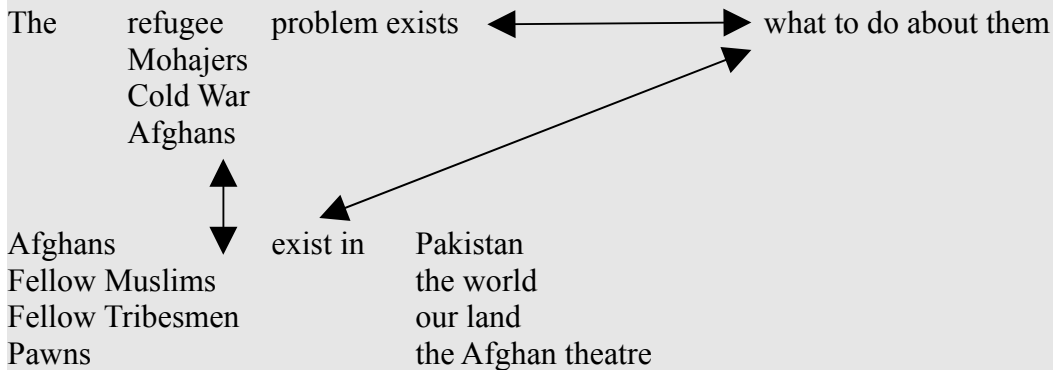 The refugee problem exists what to do about them
Mohajers
Cold War
Afghans
Afghans exist in Pakistan
Fellow Muslims the world
Fellow Tribesmen our land
Pawns the Afghan theatre